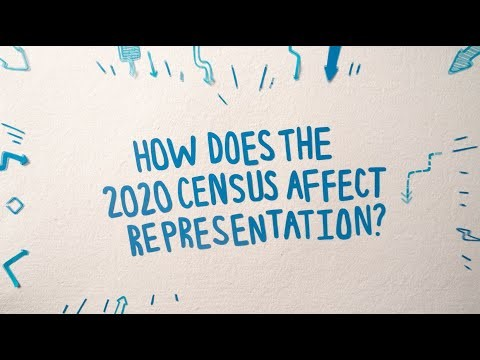 HOW DOES THE
2020 CENSUS AFFECT
REPRESENTATION?